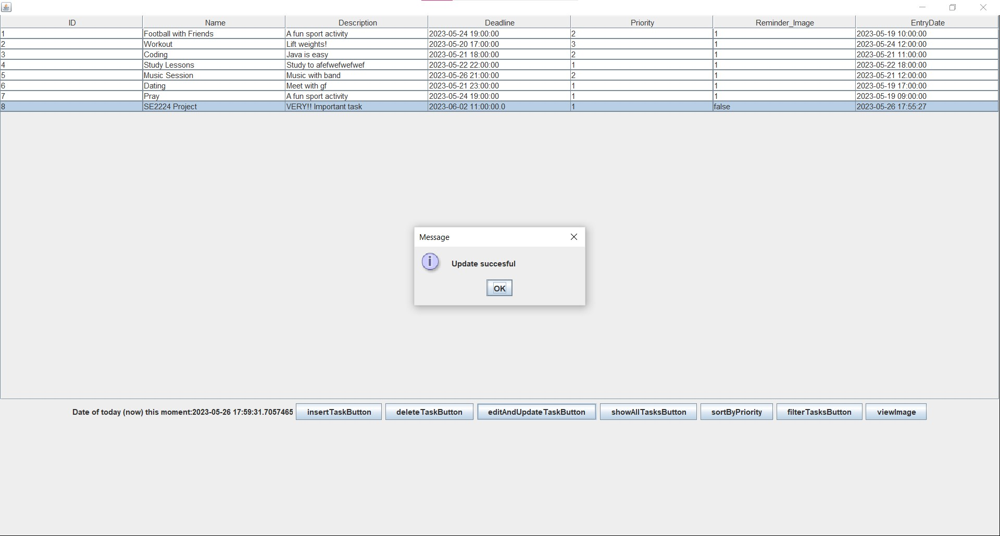 ID Name Description Deadline Priority Reminder_Image EntryDate
1 Football with Friends A fun sport activity 2023-05-24 19:00:00 2 1 2023-05-19 10:00:00
2 Workout Lift weights! 2023-05-20 17:00:00 3 1 2023-05-24 12:00:00
3 Coding Java is easy 2023-05-21 18:00:00 2 1 2023-05-21 11:00:00
4 Study Lessons Study to afefwefwefwef 2023-05-22 22:00:00 1 1 2023-05-22 18:00:00
5 Music Session Music with band 2023-05-26 21:00:00 2 1 2023-05-21 12:00:00
6 Dating Meet with gf 2023-05-21 23:00:00 1 1 2023-05-19 17:00:00
7 Pray A fun sport activity 2023-05-24 19:00:00 1 1 2023-05-19 09:00:00
8 SE2224 Project VERY!! Important task 2023-06-02 11:00:00.0 1 false 2023-05-26 17:55:27
Message
i Update succesful
OK
Date of today (now) this moment:2023-05-26 17:59:31.7057465 insertTaskButton deleteTaskButton editAndUpdateTaskButton showAllTasksButton sortByPriority filterTasksButton viewImage